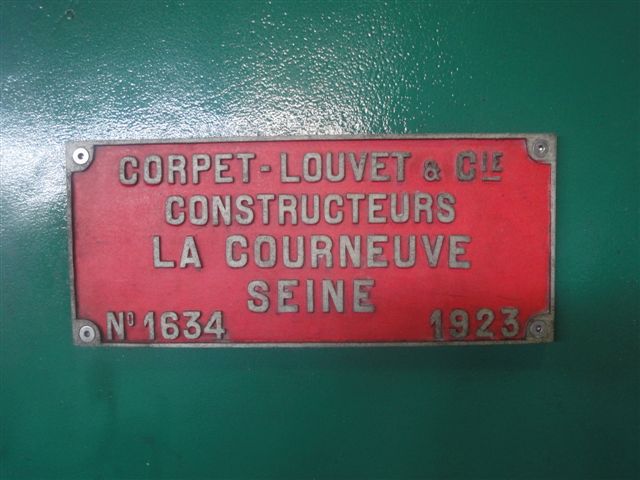 CORPET-LOUVET & CIE
CONSTRUCTEURS
LA COURNEUVE
SEINE
No 1634 1923